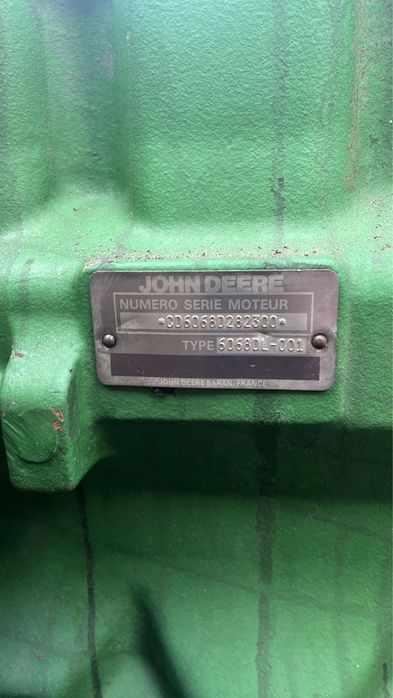 JOHN DEERE
NUMERO SERIE MOTEUR
*CD6068D282300*
TYPE 6068DL-001
JOHN DEERE SARAN, FRANCE